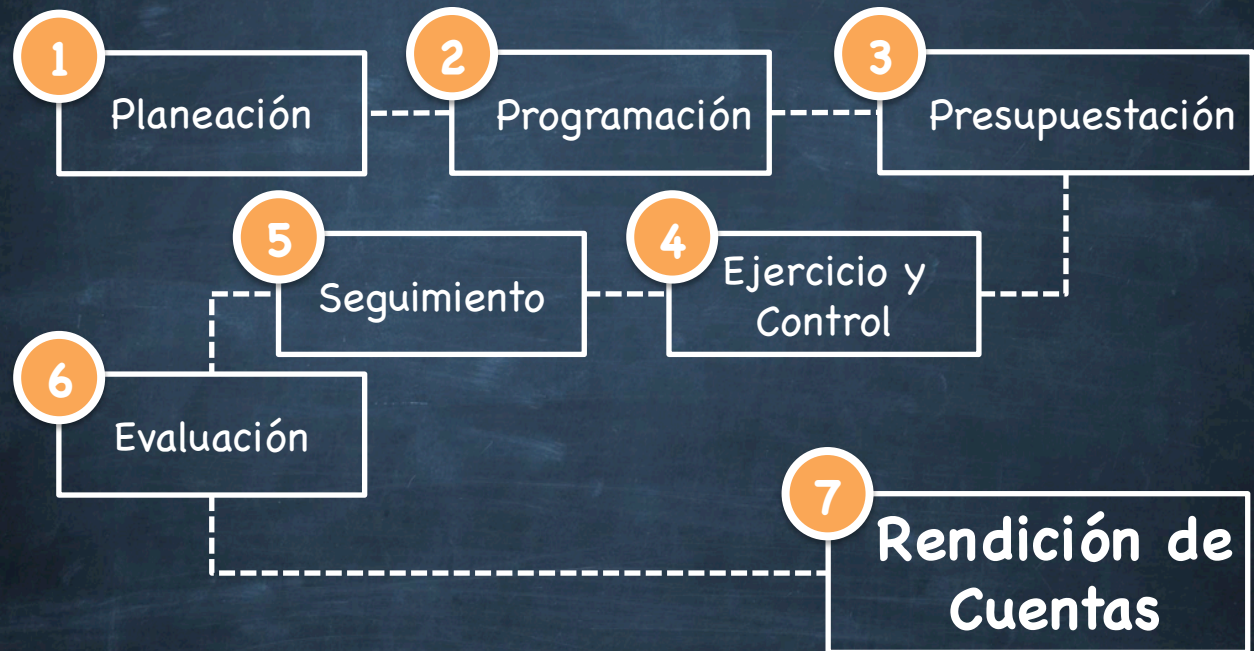 1
Planeación
2
Programación
3
Presupuestación
4
Ejercicio y
Control
5
Seguimiento
6
Evaluación
7
Rendición de
Cuentas